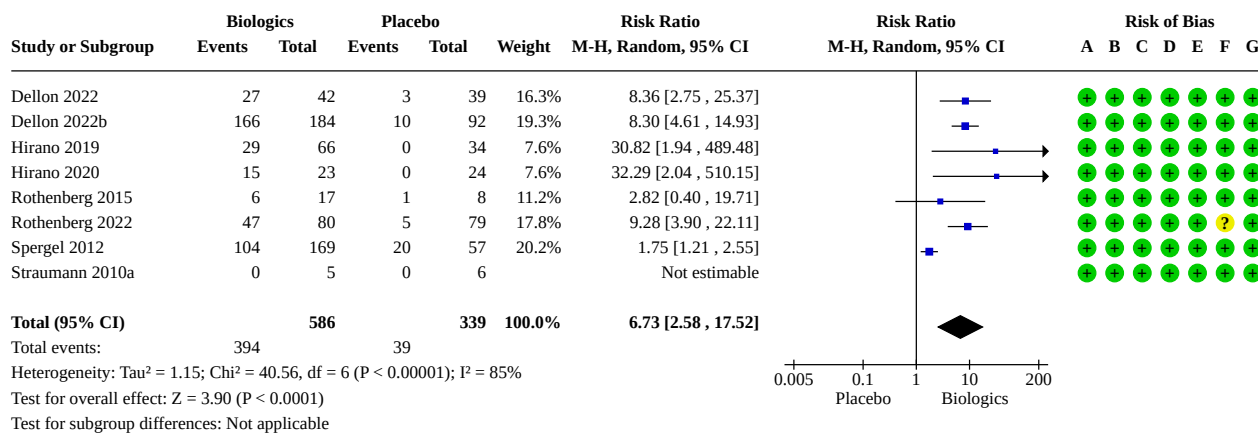 Biologics Placebo Risk Ratio Risk Ratio Risk of Bias
Study or Subgroup Events Total Events Total Weight M-H, Random, 95% CI M-H, Random, 95% CI A B C D E F G
Dellon 2022 27 42 3 39 16.3% 8.36 [2.75 , 25.37] + + + + + + +
Dellon 2022b 166 184 10 92 19.3% 8.30 [4.61 , 14.93] + + + + + + +
Hirano 2019 29 66 0 34 7.6% 30.82 [1.94 , 489.48] + + + + + + +
Hirano 2020 15 23 0 24 7.6% 32.29 [2.04 , 510.15] + + + + + + +
Rothenberg 2015 6 17 1 8 11.2% 2.82 [0.40 , 19.71] + + + + + + +
Rothenberg 2022 47 80 5 79 17.8% 9.28 [3.90 , 22.11] + + + + + ? +
Spergel 2012 104 169 20 57 20.2% 1.75 [1.21 , 2.55] + + + + + + +
Straumann 2010a 0 5 0 6 Not estimable + + + + + + +
Total (95% CI) 586 339 100.0% 6.73 [2.58 , 17.52]
Total events: 394 39
Heterogeneity: Tau² = 1.15; Chi² = 40.56, df = 6 (P < 0.00001); I² = 85% 0.005 0.1 1 10 200
Test for overall effect: Z = 3.90 (P < 0.0001) Placebo Biologics
Test for subgroup differences: Not applicable